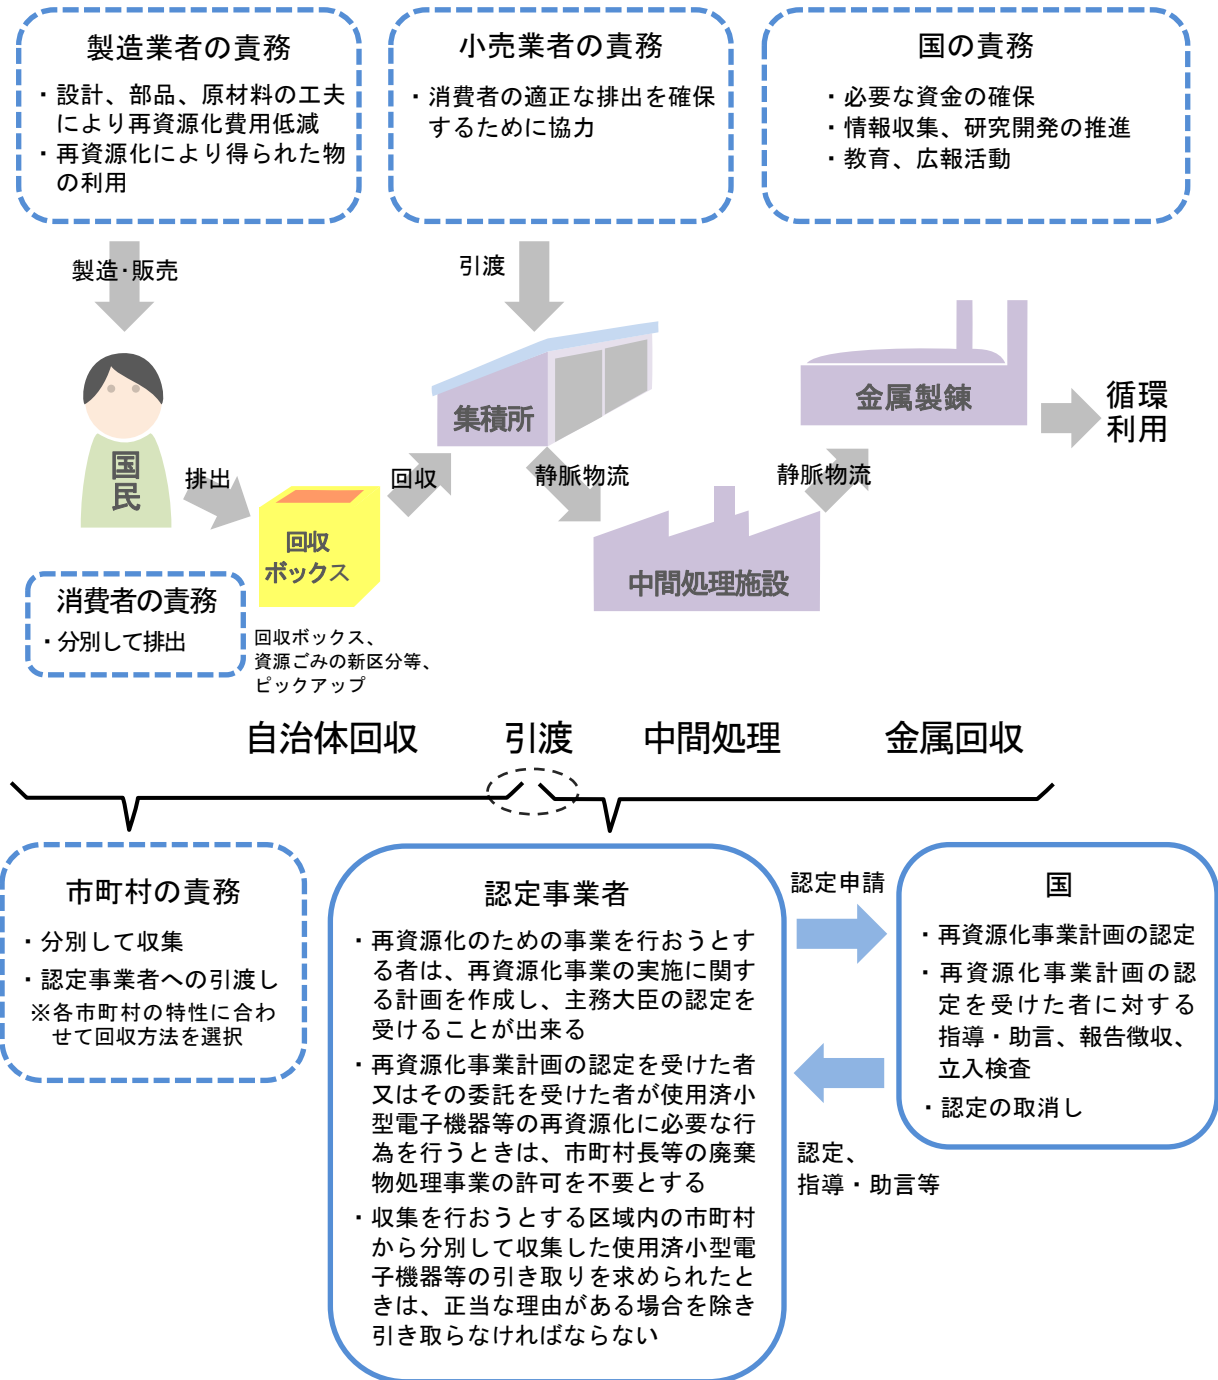 製造業者の責務
・設計、部品、原材料の工夫
により再資源化費用低減
・再資源化により得られた物
の利用
小売業者の責務
・消費者の適正な排出を確保
するために協力
国の責務
・必要な資金の確保
・情報収集、研究開発の推進
・教育、広報活動
製造・販売
引渡
国民
排出
回収
ボックス
回収
集積所
静脈物流
中間処理施設
静脈物流
金属製錬
循環
利用
消費者の責務
・分別して排出
回収ボックス、
資源ごみの新区分等、
ピックアップ
自治体回収
引渡
中間処理
金属回収
市町村の責務
・分別して収集
・認定事業者への引渡し
※各市町村の特性に合わ
せて回収方法を選択
認定事業者
・再資源化のための事業を行おうとす
る者は、再資源化事業の実施に関す
る計画を作成し、主務大臣の認定を
受けることが出来る
・再資源化事業計画の認定を受けた者
又はその委託を受けた者が使用済小
型電子機器等の再資源化に必要な行
為を行うときは、市町村長等の廃棄
物処理事業の許可を不要とする
・収集を行おうとする区域内の市町村
から分別して収集した使用済小型電
子機器等の引き取りを求められたと
きは、正当な理由がある場合を除き
引き取らなければならない
認定申請
認定、
指導・助言等
国
・再資源化事業計画の認定
・再資源化事業計画の認
定を受けた者に対する
指導・助言、報告徴収、
立入検査
・認定の取消し